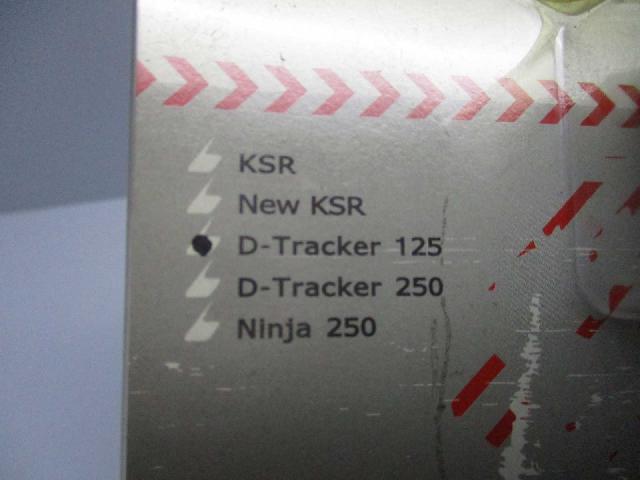 KSR
New KSR
D-Tracker 125
D-Tracker 250
Ninja 250